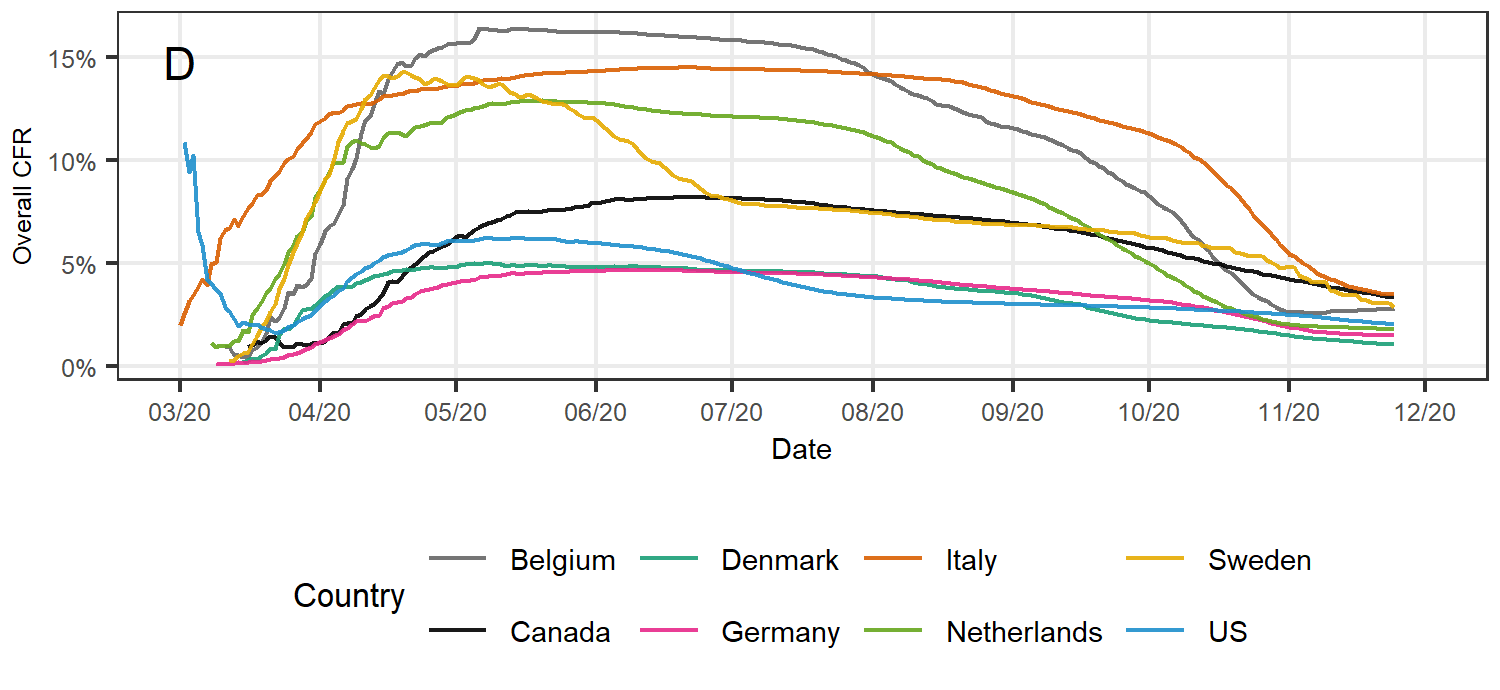 D
Overall CFR
15%
10%
5%
0%
03/20 04/20 05/20 06/20 07/20 08/20 09/20 10/20 11/20 12/20
Date
Country
Belgium Denmark Italy Sweden
Canada Germany Netherlands US